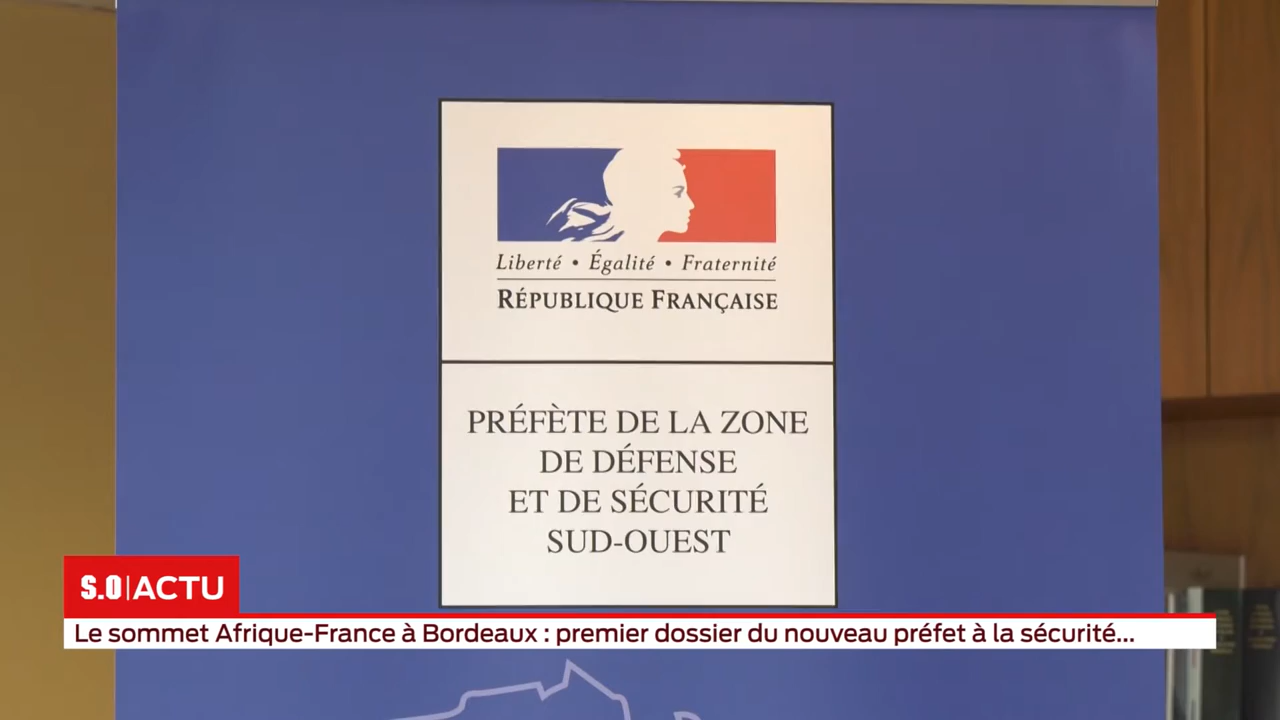 Liberté • Égalité • Fraternité
RÉPUBLIQUE FRANÇAISE
PRÉFÈTE DE LA ZONE
DE DÉFENSE
ET DE SÉCURITÉ
SUD-OUEST
S.O|ACTU
Le sommet Afrique-France à Bordeaux : premier dossier du nouveau préfet à la sécurité...